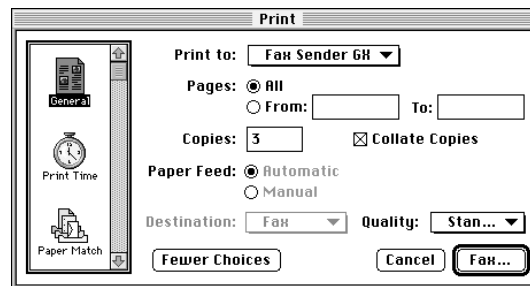 Print
General
Print Time
Paper Match
Print to: Fax Sender GX
Pages: All
From: To:
Copies: 3 Collate Copies
Paper Feed: Automatic
Manual
Destination: Fax Quality: Stan...
Fewer Choices Cancel Fax...